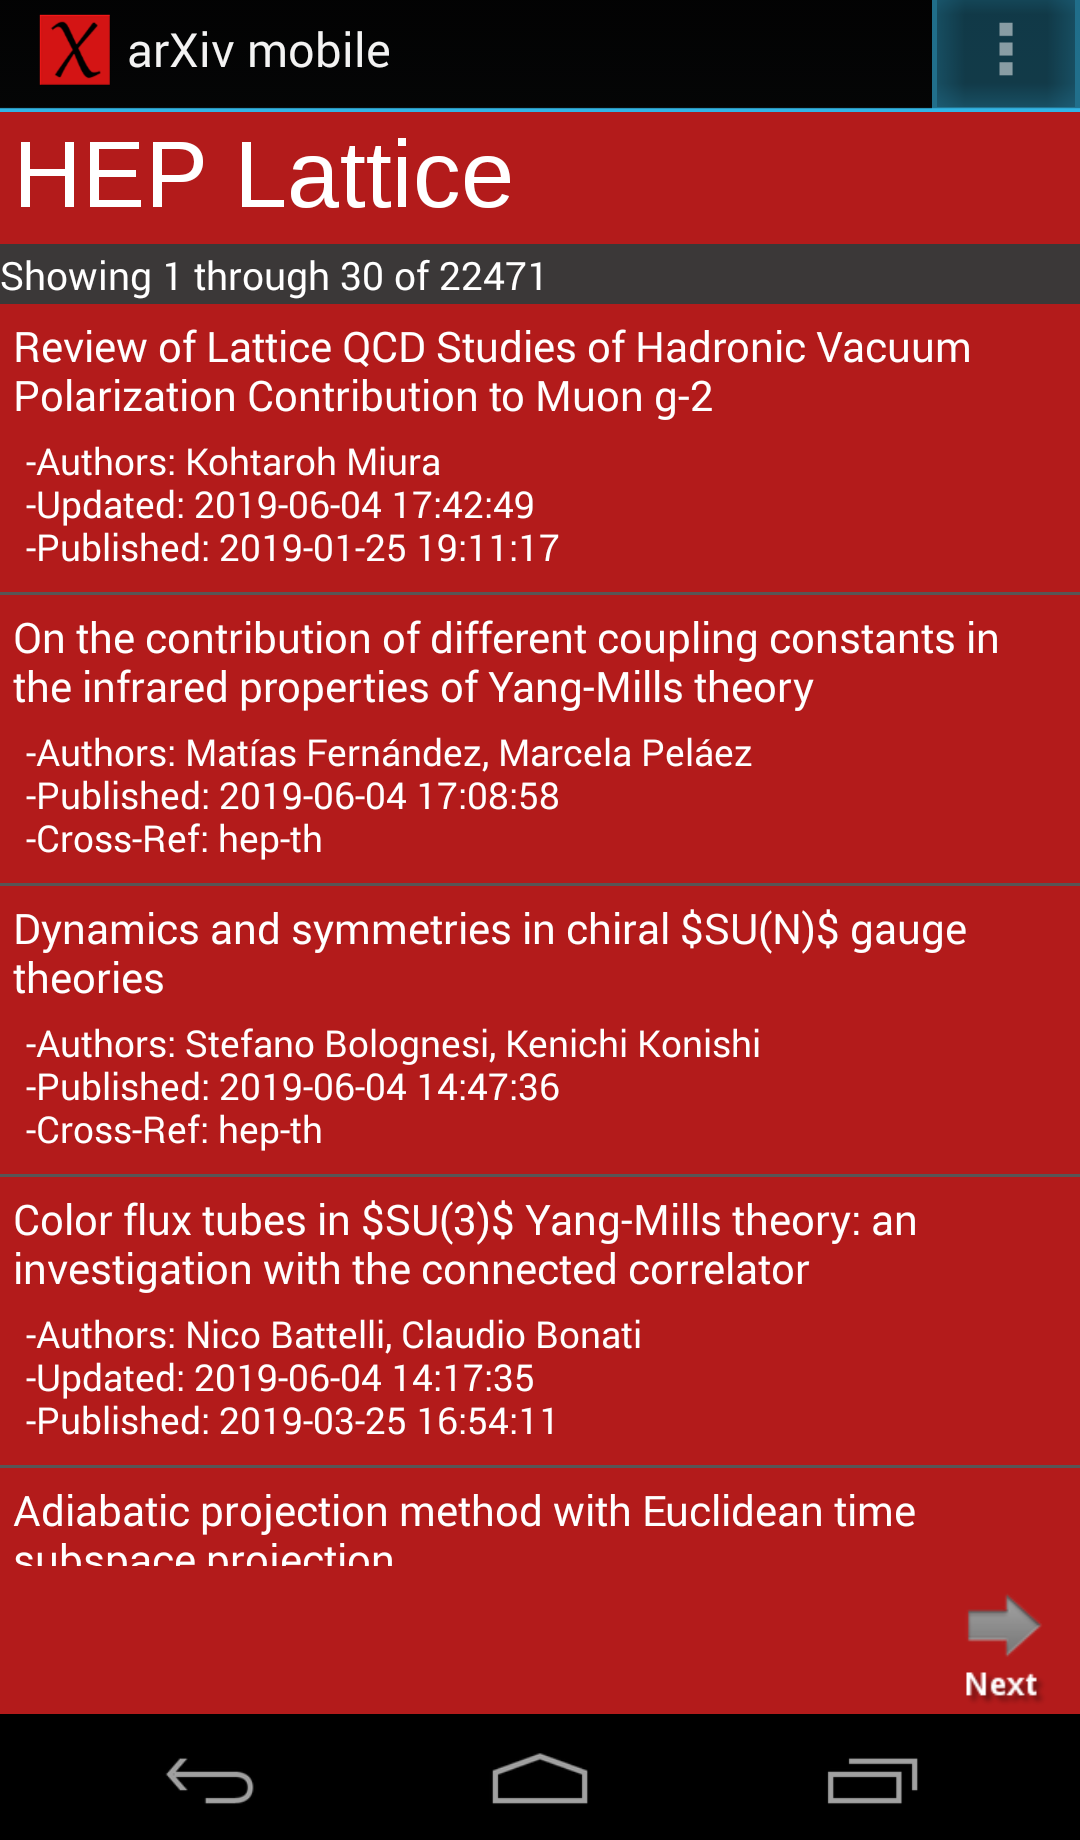 arXiv mobile
HEP Lattice
Showing 1 through 30 of 22471
Review of Lattice QCD Studies of Hadronic Vacuum
Polarization Contribution to Muon g-2
-Authors: Kohtaroh Miura
-Updated: 2019-06-04 17:42:49
-Published: 2019-01-25 19:11:17
On the contribution of different coupling constants in
the infrared properties of Yang-Mills theory
-Authors: Matías Fernández, Marcela Peláez
-Published: 2019-06-04 17:08:58
-Cross-Ref: hep-th
Dynamics and symmetries in chiral $SU(N)$ gauge
theories
-Authors: Stefano Bolognesi, Kenichi Konishi
-Published: 2019-06-04 14:47:36
-Cross-Ref: hep-th
Color flux tubes in $SU(3)$ Yang-Mills theory: an
investigation with the connected correlator
-Authors: Nico Battelli, Claudio Bonati
-Updated: 2019-06-04 14:17:35
-Published: 2019-03-25 16:54:11
Adiabatic projection method with Euclidean time
subspace projection
Next